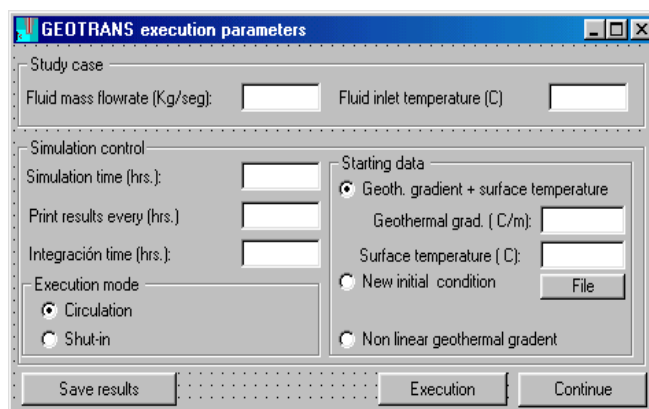 GEOTRANS execution parameters
Study case
Fluid mass flowrate (Kg/seg):
Fluid inlet temperature (C)
Simulation control
Simulation time (hrs.):
Print results every (hrs.)
Integración time (hrs.):
Execution mode
Circulation
Shut-in
Starting data
Geoth. gradient + surface temperature
Geothermal grad. ( C/m):
Surface temperature ( C):
New initial condition
File
Non linear geothermal gradent
Save results
Execution
Continue